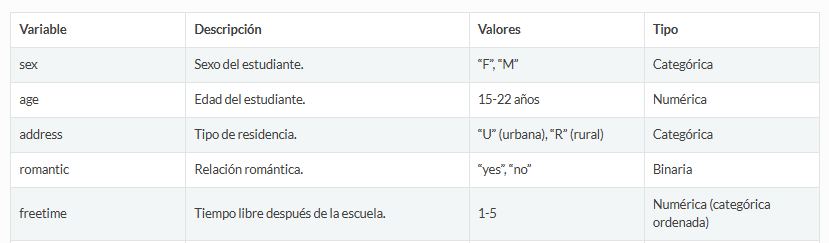 Variable Descripción Valores Tipo
sex Sexo del estudiante. “F”, “M” Categórica
age Edad del estudiante. 15-22 años Numérica
address Tipo de residencia. “U” (urbana), “R” (rural) Categórica
romantic Relación romántica. “yes”, “no” Binaria
freetime Tiempo libre después de la escuela. 1-5 Numérica (categórica
ordenada)